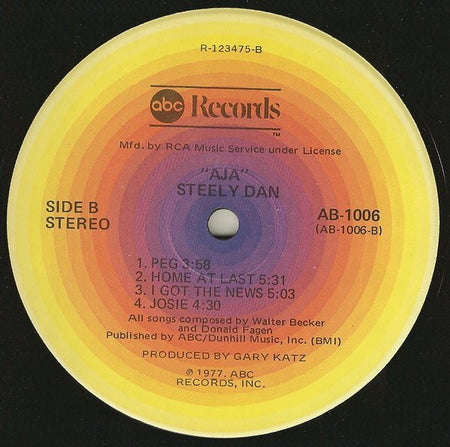 R-123475-B
abc Records
TM
Mfd. by RCA Music Service under License
"AJA"
STEELY DAN
SIDE B
STEREO
AB-1006
(AB-1006-B)
1. PEG 3:58
2. HOME AT LAST 5:31
3. I GOT THE NEWS 5:03
4. JOSIE 4:30
All songs composed by Walter Becker
and Donald Fagen
Published by ABC/Dunhill Music, Inc. (BMI)
PRODUCED BY GARY KATZ
℗ 1977. ABC
RECORDS, INC.